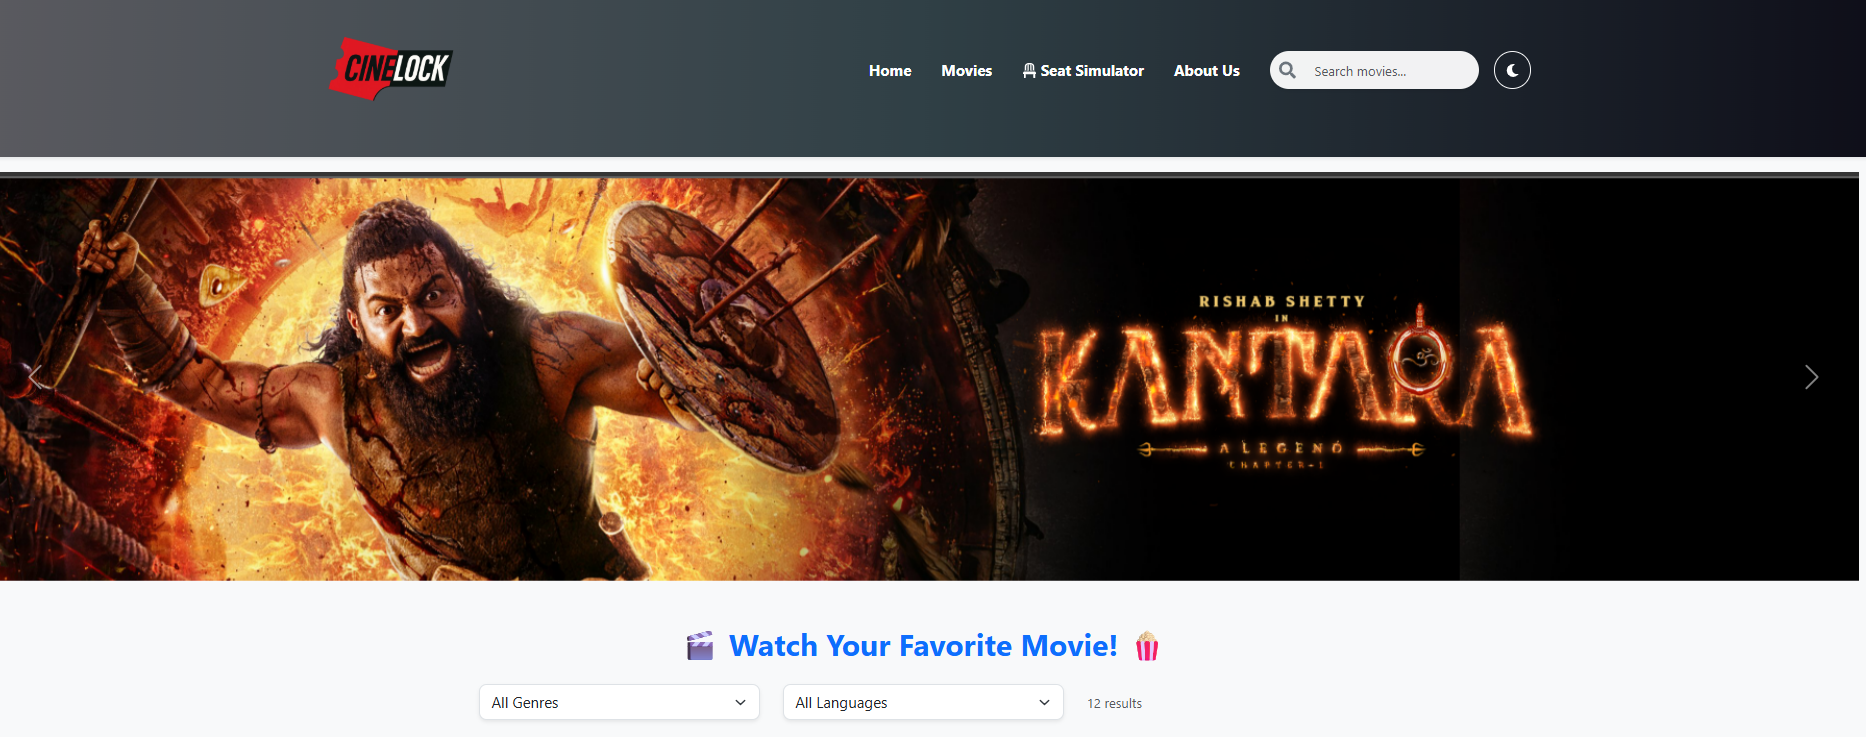 CINELOCK
Home
Movies
Seat Simulator
About Us
Search movies...
RISHAB SHETTY
IN
KANTARA
A LEGEND
CHAPTER-1
Watch Your Favorite Movie!
All Genres
All Languages
12 results